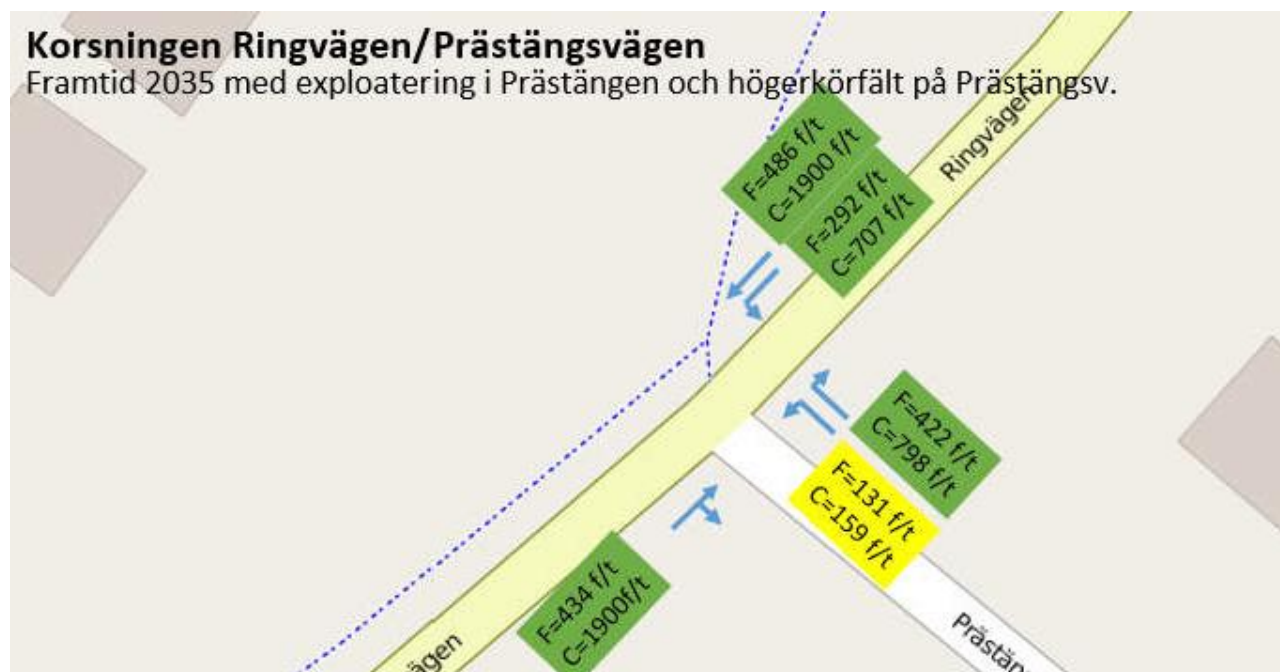 Korsningen Ringvägen/Prästängsvägen
Framtid 2035 med exploatering i Prästängen och högerkörfält på Prästängsv.
F=486 f/t
C=1900 f/t
F=292 f/t
C=707 f/t
Ringvägen
F=422 f/t
C=798 f/t
F=131 f/t
C=159 f/t
F=434 f/t
C=1900f/t
vägen
Prästän